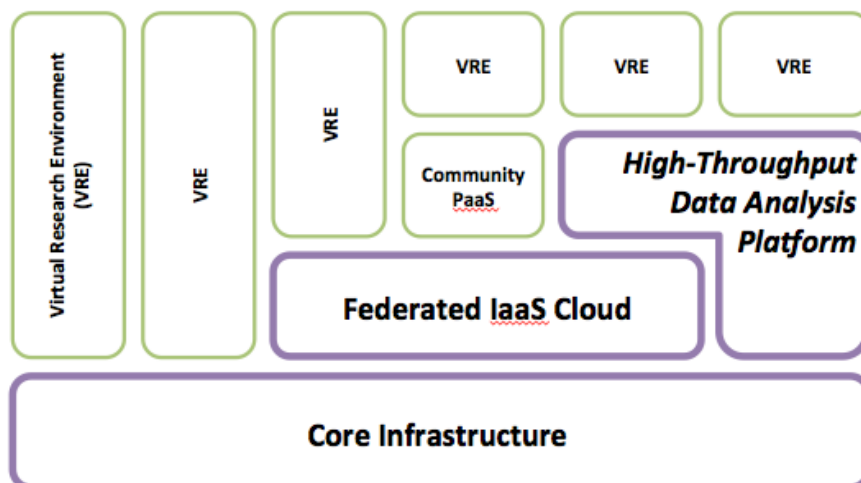 Virtual Research Environment
(VRE)
VRE
VRE
VRE
VRE
VRE
Community
PaaS
High-Throughput
Data Analysis
Platform
Federated IaaS Cloud
Core Infrastructure